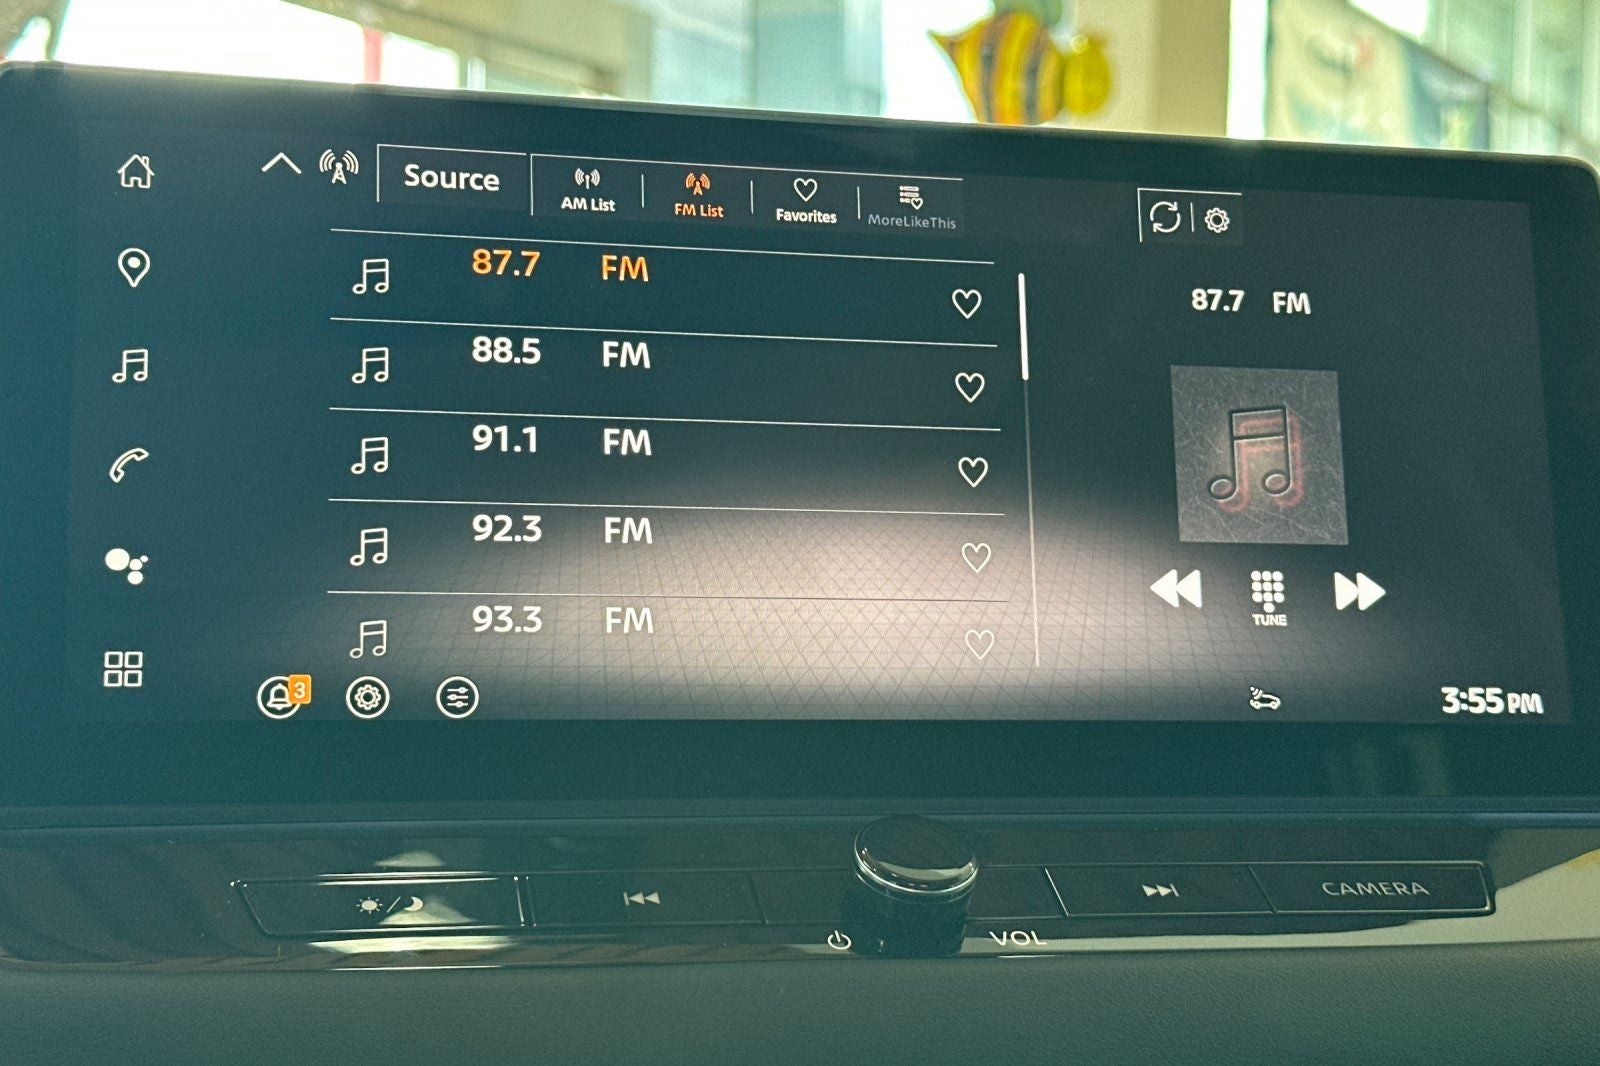 Source
AM List
FM List
Favorites
MoreLikeThis
87.7 FM
88.5 FM
91.1 FM
92.3 FM
93.3 FM
87.7 FM
TUNE
3
3:55 PM
VOL
CAMERA